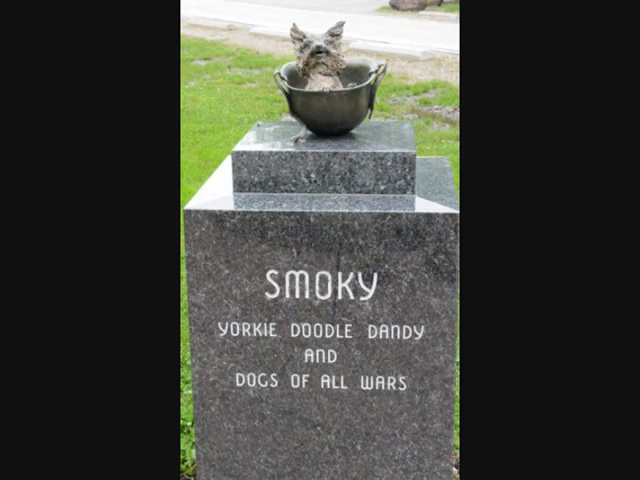 SMOKY
YORKIE DOODLE DANDY
AND
DOGS OF ALL WARS